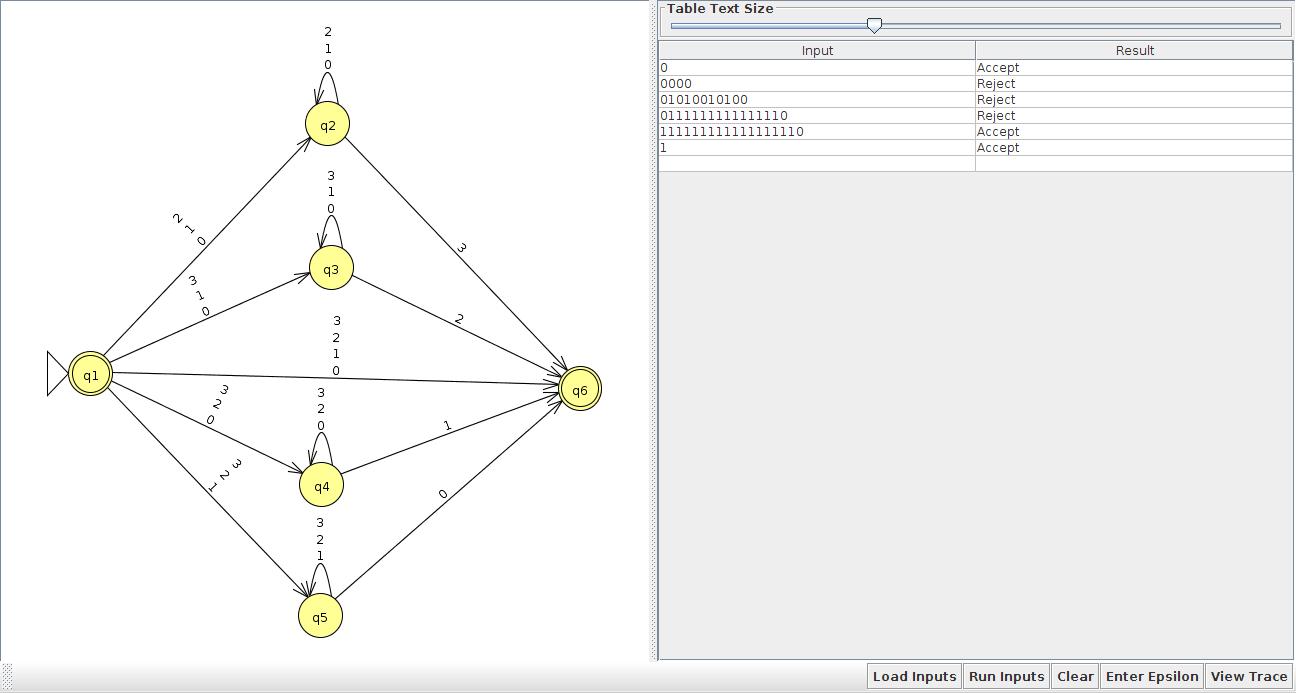 2
1
0
q2
2
1
0
3
1
0
q3
3
3
1
0
2
3
2
1
0
q1
q6
3
2
0
3
2
0
1
q4
3
2
1
0
3
2
1
q5
Table Text Size
Input Result
0 Accept
0000 Reject
01010010100 Reject
0111111111111110 Reject
111111111111111110 Accept
1 Accept
Load Inputs Run Inputs Clear Enter Epsilon View Trace